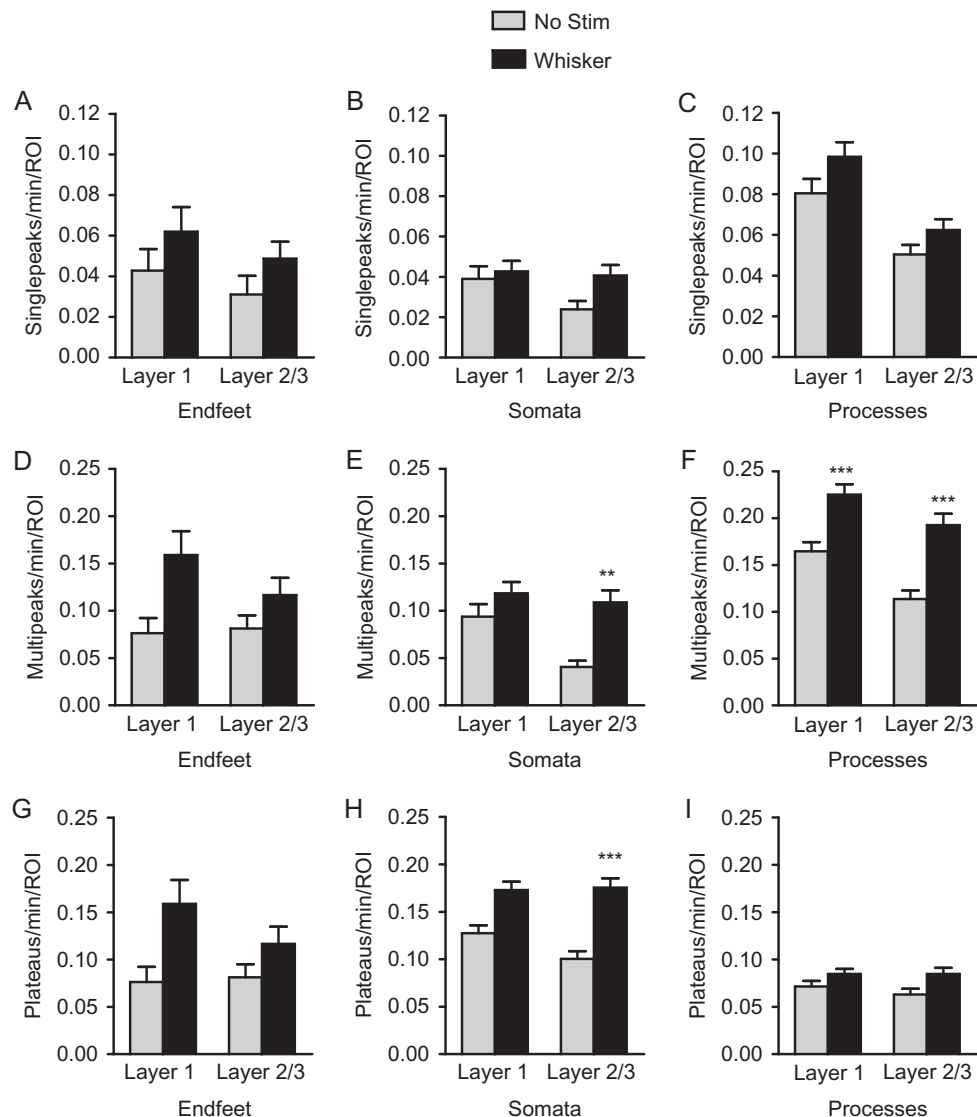 No Stim
Whisker
A
Singlepeaks/min/ROI
0.12
0.10
0.08
0.06
0.04
0.02
0.00
Layer 1 Layer 2/3
Endfeet
B
Singlepeaks/min/ROI
0.12
0.10
0.08
0.06
0.04
0.02
0.00
Layer 1 Layer 2/3
Somata
C
Singlepeaks/min/ROI
0.12
0.10
0.08
0.06
0.04
0.02
0.00
Layer 1 Layer 2/3
Processes
D
Multipeaks/min/ROI
0.25
0.20
0.15
0.10
0.05
0.00
Layer 1 Layer 2/3
Endfeet
E
Multipeaks/min/ROI
0.25
0.20
0.15
0.10
0.05
0.00
**
Layer 1 Layer 2/3
Somata
F
Multipeaks/min/ROI
0.25
0.20
0.15
0.10
0.05
0.00
*** ***
Layer 1 Layer 2/3
Processes
G
Plateaus/min/ROI
0.25
0.20
0.15
0.10
0.05
0.00
Layer 1 Layer 2/3
Endfeet
H
Plateaus/min/ROI
0.25
0.20
0.15
0.10
0.05
0.00
***
Layer 1 Layer 2/3
Somata
I
Plateaus/min/ROI
0.25
0.20
0.15
0.10
0.05
0.00
Layer 1 Layer 2/3
Processes